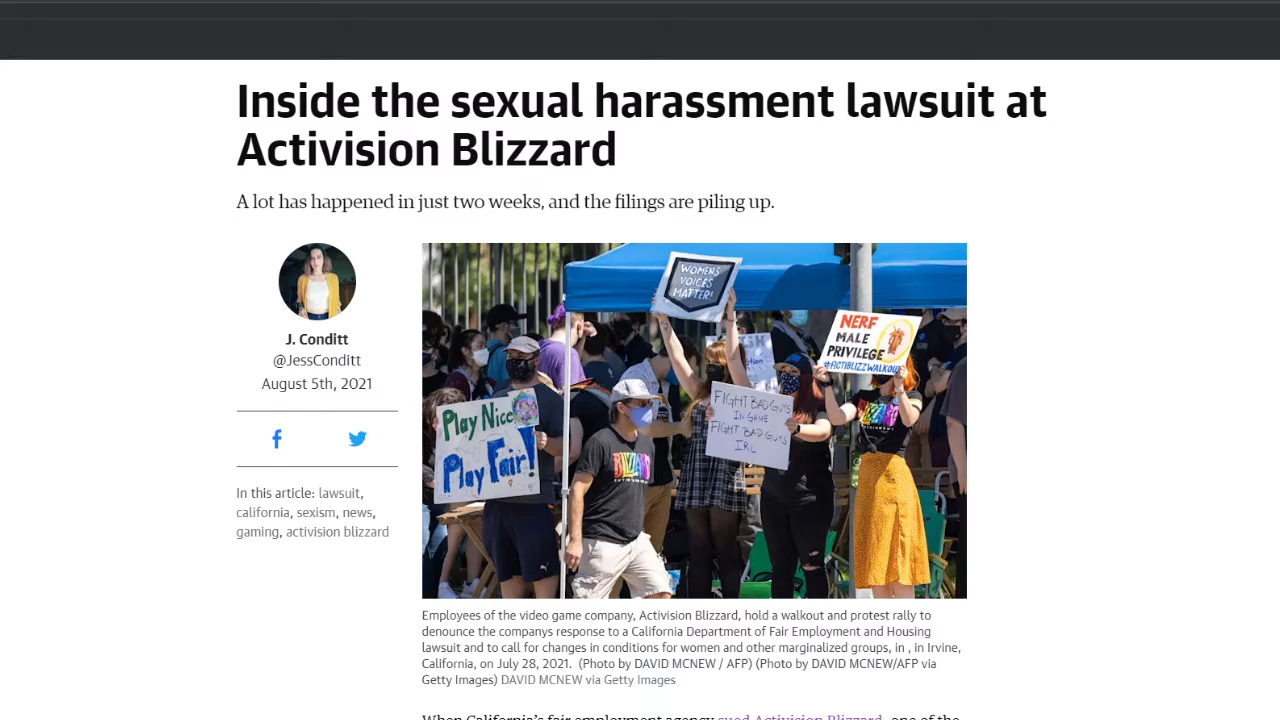 Inside the sexual harassment lawsuit at
Activision Blizzard
A lot has happened in just two weeks, and the filings are piling up.
J. Conditt
@JessConditt
August 5th, 2021
In this article: lawsuit,
california, sexism, news,
gaming, activision blizzard
WOMENS
VOICES
MATTER!
NERF
MALE
PRIVILEGE
#ACTIBLIZZWALKOUT
Play Nice
Play Fair!
FIGHT BAD GUYS
IN GAME
FIGHT BAD GUYS
IRL
BLIZZARD
BLIZZARD
Employees of the video game company, Activision Blizzard, hold a walkout and protest rally to
denounce the companys response to a California Department of Fair Employment and Housing
lawsuit and to call for changes in conditions for women and other marginalized groups, in , in Irvine,
California, on July 28, 2021.  (Photo by DAVID MCNEW / AFP) (Photo by DAVID MCNEW/AFP via
Getty Images) DAVID MCNEW via Getty Images
When California's fair employment agency sued Activision Blizzard, one of the